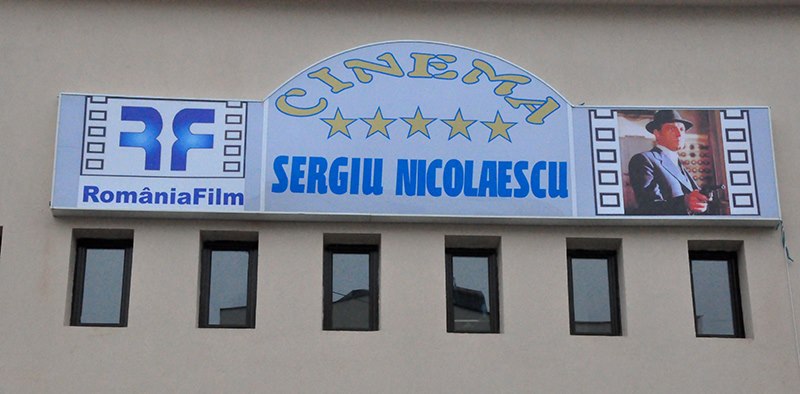 CINEMA
SERGIU NICOLAESCU
RF
RomâniaFilm